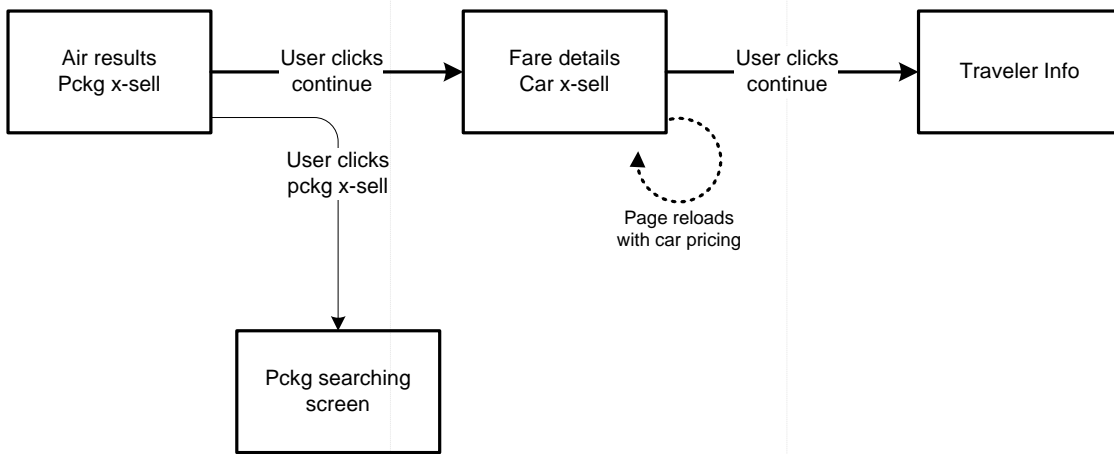 Air results
Pckg x-sell
User clicks
continue
Fare details
Car x-sell
User clicks
continue
Traveler Info
User clicks
pckg x-sell
Page reloads
with car pricing
Pckg searching
screen